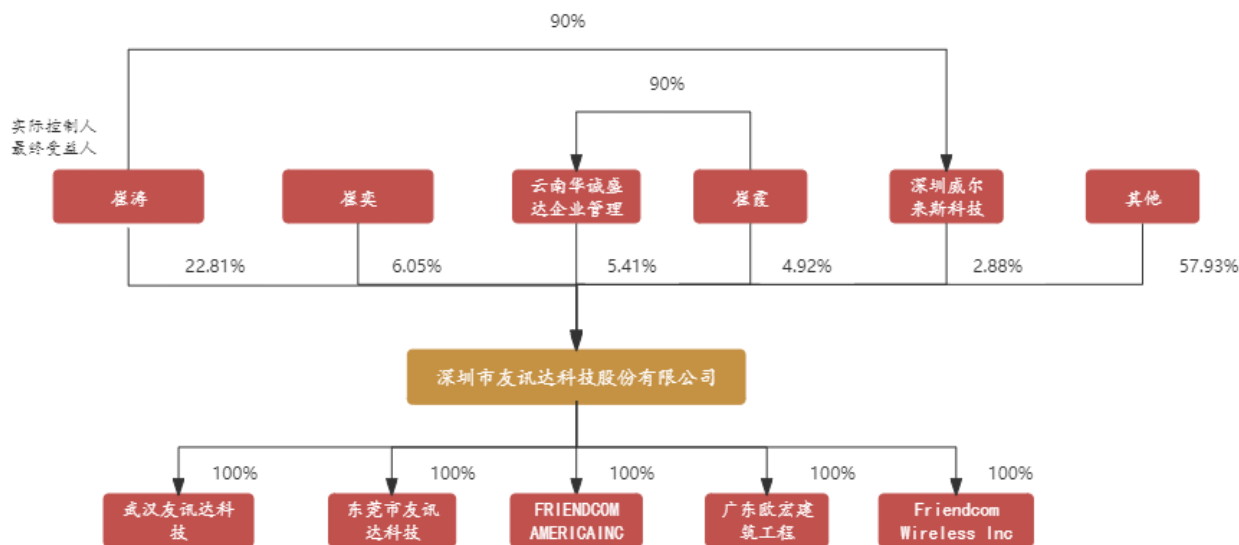 90%
90%
实际控制人
最终受益人
崔涛
崔奕
云南华诚盛
达企业管理
崔霞
深圳威尔
来斯科技
其他
22.81%
6.05%
5.41%
4.92%
2.88%
57.93%
深圳市友讯达科技股份有限公司
100%
100%
100%
100%
100%
武汉友讯达科
技
东莞市友讯
达科技
FRIENDCOM
AMERICAINC
广东欧宏建
筑工程
Friendcom
Wireless Inc